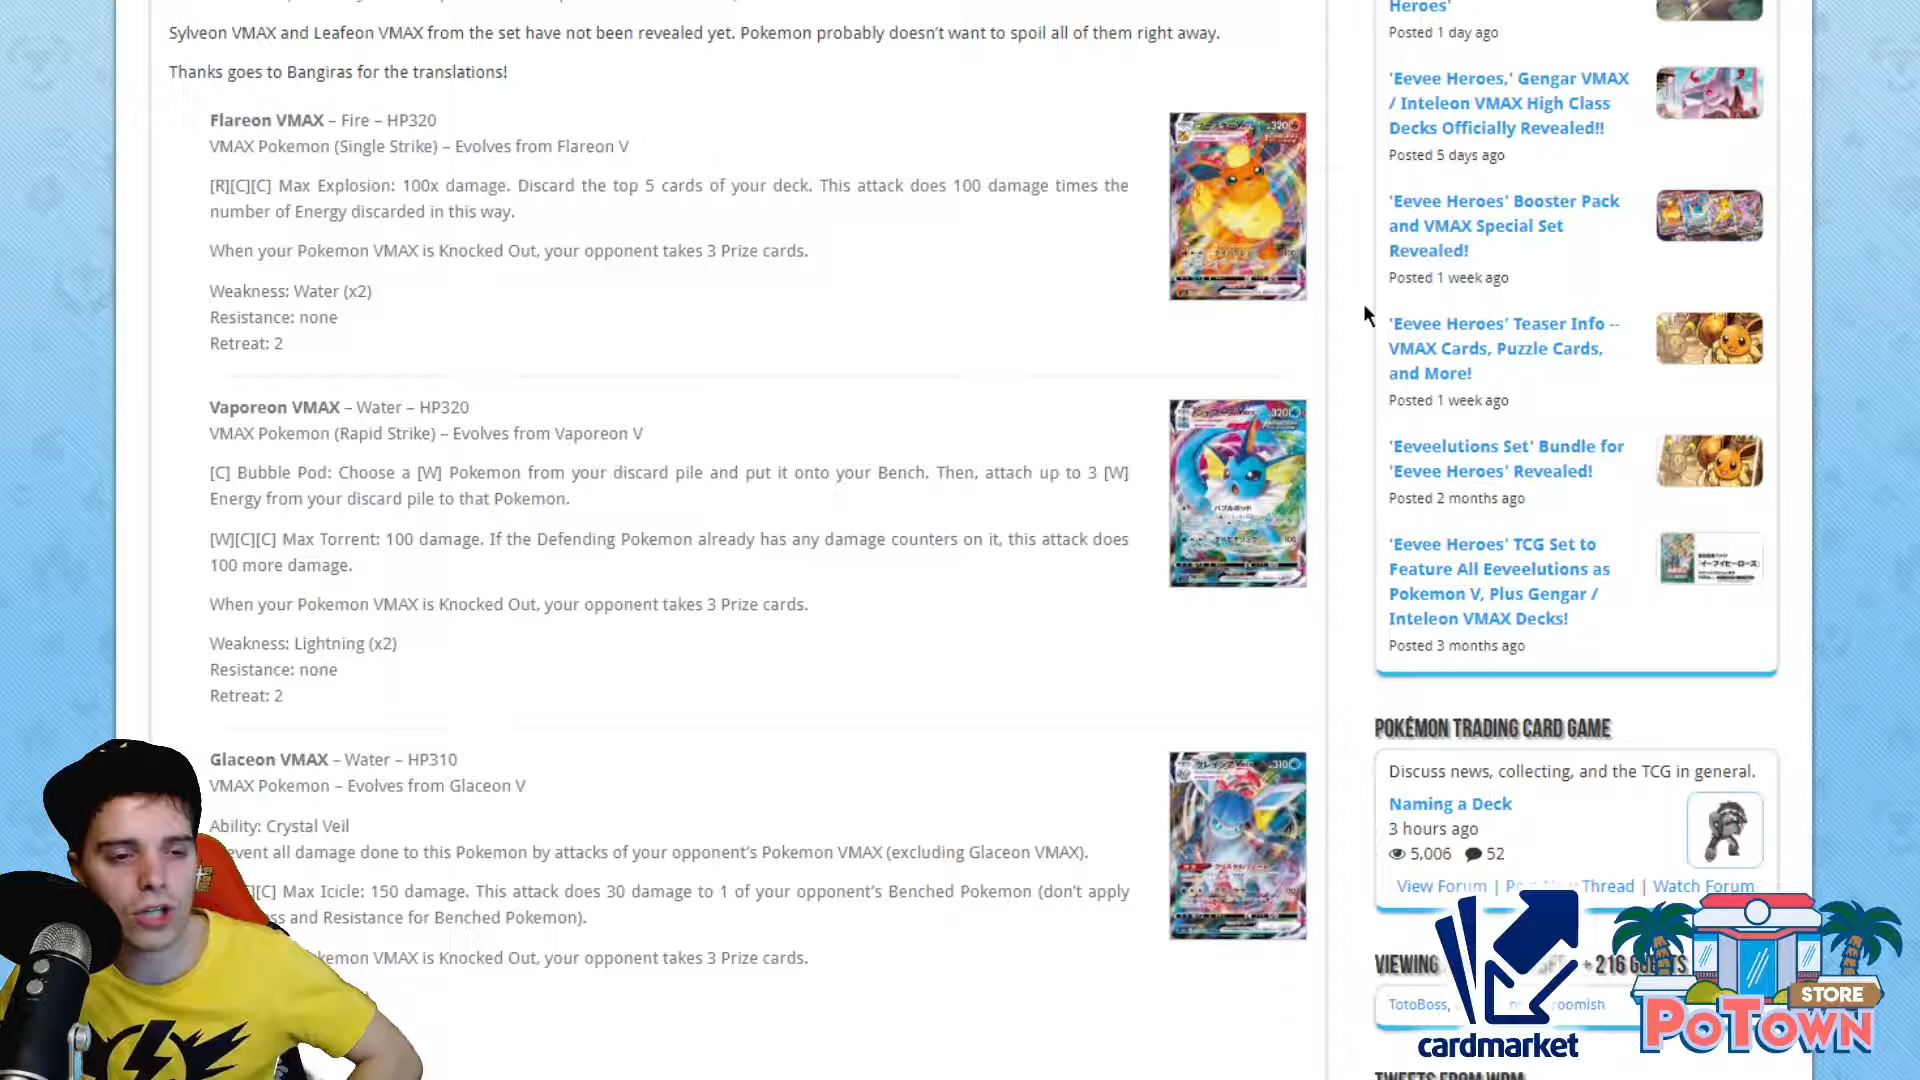 Sylveon VMAX and Leafeon VMAX from the set have not been revealed yet. Pokemon probably doesn't want to spoil all of them right away.
Thanks goes to Bangiras for the translations!
Flareon VMAX – Fire – HP320
VMAX Pokemon (Single Strike) – Evolves from Flareon V
[R][C][C] Max Explosion: 100x damage. Discard the top 5 cards of your deck. This attack does 100 damage times the
number of Energy discarded in this way.
When your Pokemon VMAX is Knocked Out, your opponent takes 3 Prize cards.
Weakness: Water (x2)
Resistance: none
Retreat: 2
Vaporeon VMAX – Water – HP320
VMAX Pokemon (Rapid Strike) – Evolves from Vaporeon V
[C] Bubble Pod: Choose a [W] Pokemon from your discard pile and put it onto your Bench. Then, attach up to 3 [W]
Energy from your discard pile to that Pokemon.
[W][C][C] Max Torrent: 100 damage. If the Defending Pokemon already has any damage counters on it, this attack does
100 more damage.
When your Pokemon VMAX is Knocked Out, your opponent takes 3 Prize cards.
Weakness: Lightning (x2)
Resistance: none
Retreat: 2
Glaceon VMAX – Water – HP310
VMAX Pokemon – Evolves from Glaceon V
Ability: Crystal Veil
event all damage done to this Pokemon by attacks of your opponent's Pokemon VMAX (excluding Glaceon VMAX).
][C] Max Icicle: 150 damage. This attack does 30 damage to 1 of your opponent's Benched Pokemon (don't apply
ss and Resistance for Benched Pokemon).
kemon VMAX is Knocked Out, your opponent takes 3 Prize cards.
Heroes'
Posted 1 day ago
'Eevee Heroes,' Gengar VMAX
/ Inteleon VMAX High Class
Decks Officially Revealed!!
Posted 5 days ago
'Eevee Heroes' Booster Pack
and VMAX Special Set
Revealed!
Posted 1 week ago
'Eevee Heroes' Teaser Info --
VMAX Cards, Puzzle Cards,
and More!
Posted 1 week ago
'Eeveelutions Set' Bundle for
'Eevee Heroes' Revealed!
Posted 2 months ago
'Eevee Heroes' TCG Set to
Feature All Eeveelutions as
Pokemon V, Plus Gengar /
Inteleon VMAX Decks!
Posted 3 months ago
POKÉMON TRADING CARD GAME
Discuss news, collecting, and the TCG in general.
Naming a Deck
3 hours ago
5,006 52
View Forum | Post New Thread | Watch Forum
VIEWING + 216 GUESTS
TotoBoss, roomish
cardmarket
STORE
POTOWN
TWEETS FROM WPM